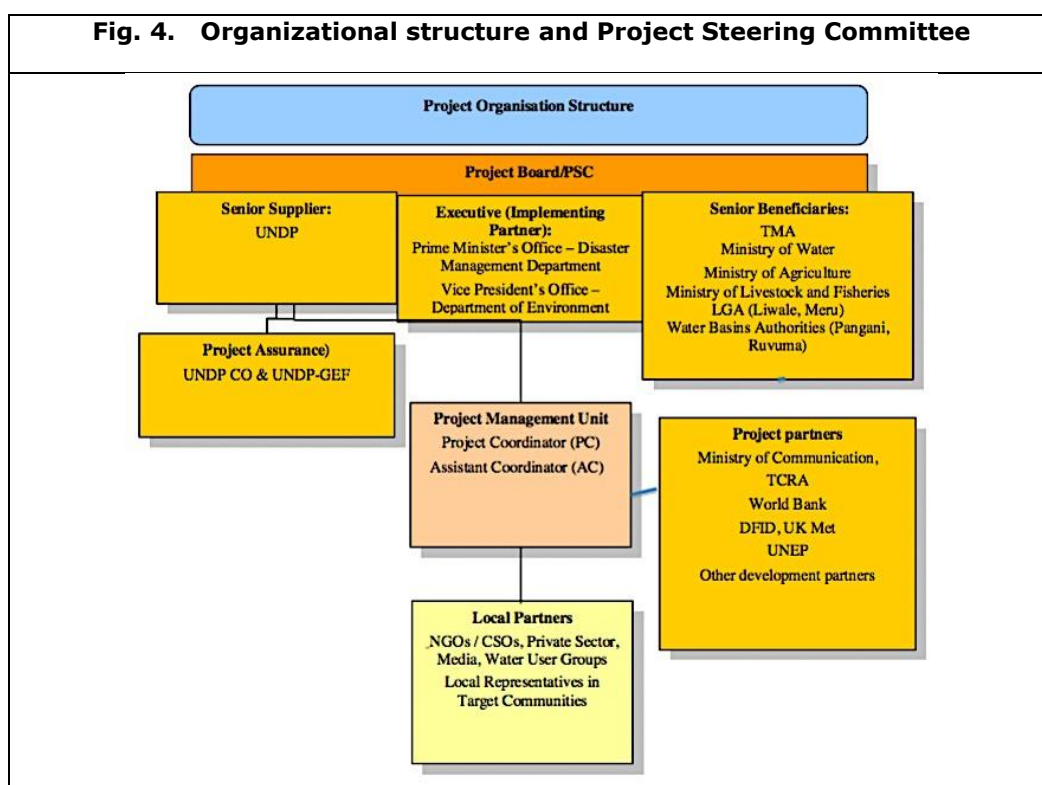 Fig. 4. Organizational structure and Project Steering Committee
Project Organisation Structure
Project Board/PSC
Senior Supplier:
UNDP
Executive (Implementing
Partner):
Prime Minister's Office – Disaster
Management Department
Vice President's Office –
Department of Environment
Senior Beneficiaries:
TMA
Ministry of Water
Ministry of Agriculture
Ministry of Livestock and Fisheries
LGA (Liwale, Meru)
Water Basins Authorities (Pangani,
Ruvuma)
Project Assurance)
UNDP CO & UNDP-GEF
Project Management Unit
Project Coordinator (PC)
Assistant Coordinator (AC)
Project partners
Ministry of Communication,
TCRA
World Bank
DFID, UK Met
UNEP
Other development partners
Local Partners
NGOs / CSOs, Private Sector,
Media, Water User Groups
Local Representatives in
Target Communities